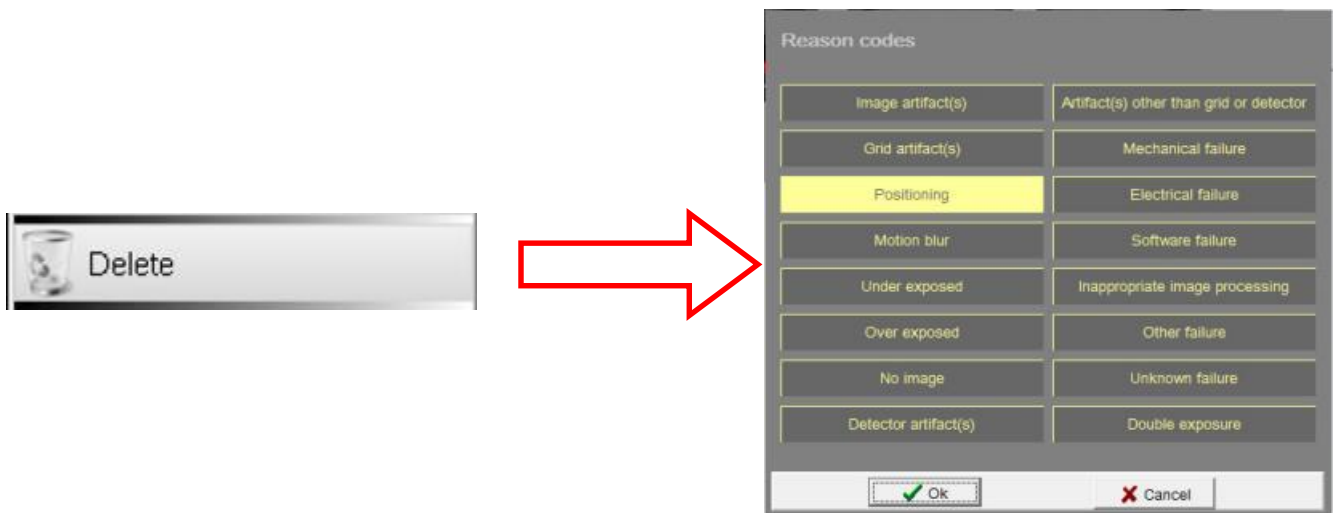 Delete
Reason codes
Image artifact(s)
Artifact(s) other than grid or detector
Grid artifact(s)
Mechanical failure
Positioning
Electrical failure
Motion blur
Software failure
Under exposed
Inappropriate image processing
Over exposed
Other failure
No image
Unknown failure
Detector artifact(s)
Double exposure
Ok
Cancel